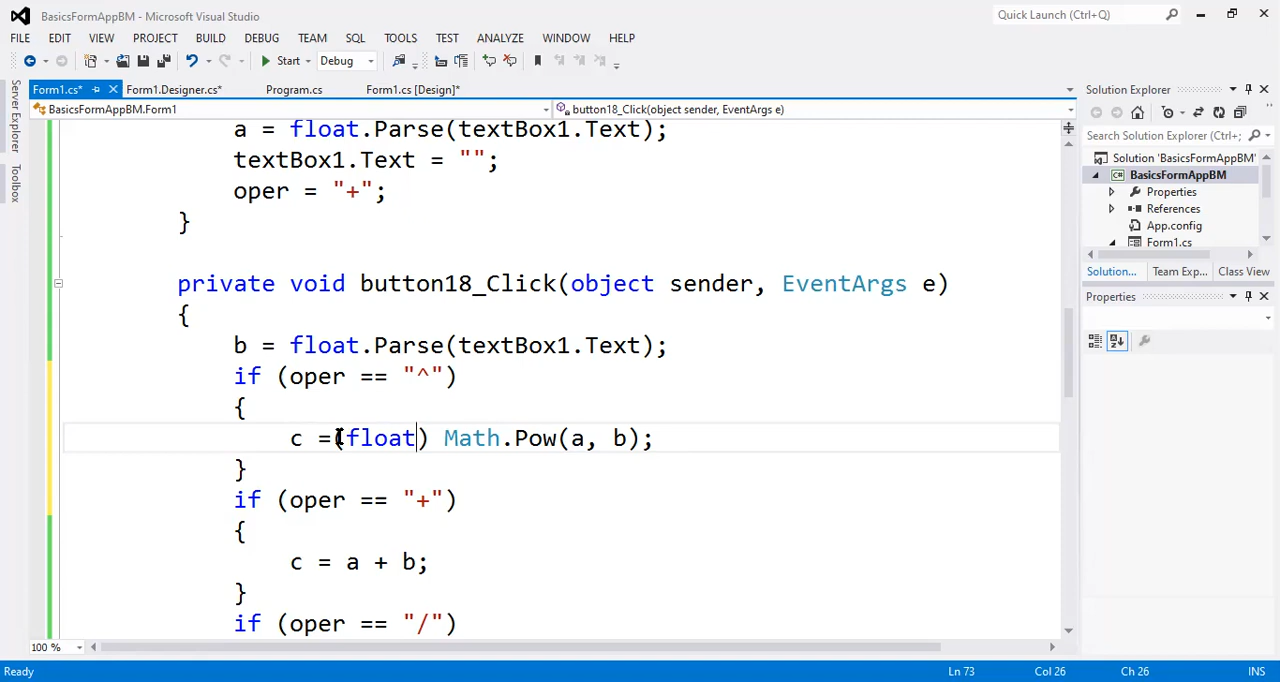 BasicsFormAppBM - Microsoft Visual Studio
Quick Launch (Ctrl+Q)
FILE EDIT VIEW PROJECT BUILD DEBUG TEAM SQL TOOLS TEST ANALYZE WINDOW HELP
Start Debug
Form1.cs* Form1.Designer.cs* Program.cs Form1.cs [Design]*
BasicsFormAppBM.Form1 button18_Click(object sender, EventArgs e)
Server Explorer
Toolbox
a = float.Parse(textBox1.Text);
textBox1.Text = "";
oper = "+";
}
private void button18_Click(object sender, EventArgs e)
{
b = float.Parse(textBox1.Text);
if (oper == "^")
{
c =(float) Math.Pow(a, b);
}
if (oper == "+")
{
c = a + b;
}
if (oper == "/")
100 %
Solution Explorer
Search Solution Explorer (Ctrl+;
Solution 'BasicsFormAppBM'
BasicsFormAppBM
Properties
References
App.config
Form1.cs
Solution... Team Exp... Class View
Properties
Ready Ln 73 Col 26 Ch 26 INS